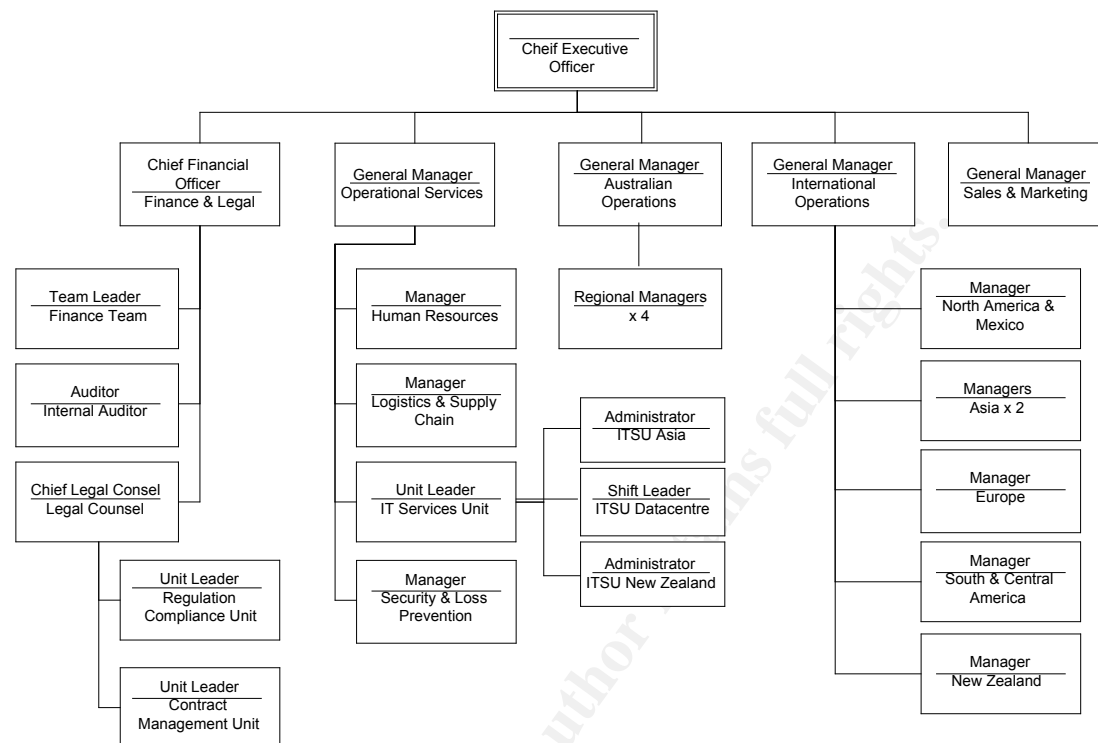 Cheif Executive
Officer
Chief Financial
Officer
Finance & Legal
General Manager
Operational Services
General Manager
Australian
Operations
General Manager
International
Operations
General Manager
Sales & Marketing
Team Leader
Finance Team
Auditor
Internal Auditor
Chief Legal Consel
Legal Counsel
Unit Leader
Regulation
Compliance Unit
Unit Leader
Contract
Management Unit
Manager
Human Resources
Manager
Logistics & Supply
Chain
Unit Leader
IT Services Unit
Manager
Security & Loss
Prevention
Administrator
ITSU Asia
Shift Leader
ITSU Datacentre
Administrator
ITSU New Zealand
Regional Managers
x 4
Manager
North America &
Mexico
Managers
Asia x 2
Manager
Europe
Manager
South & Central
America
Manager
New Zealand
full rights.